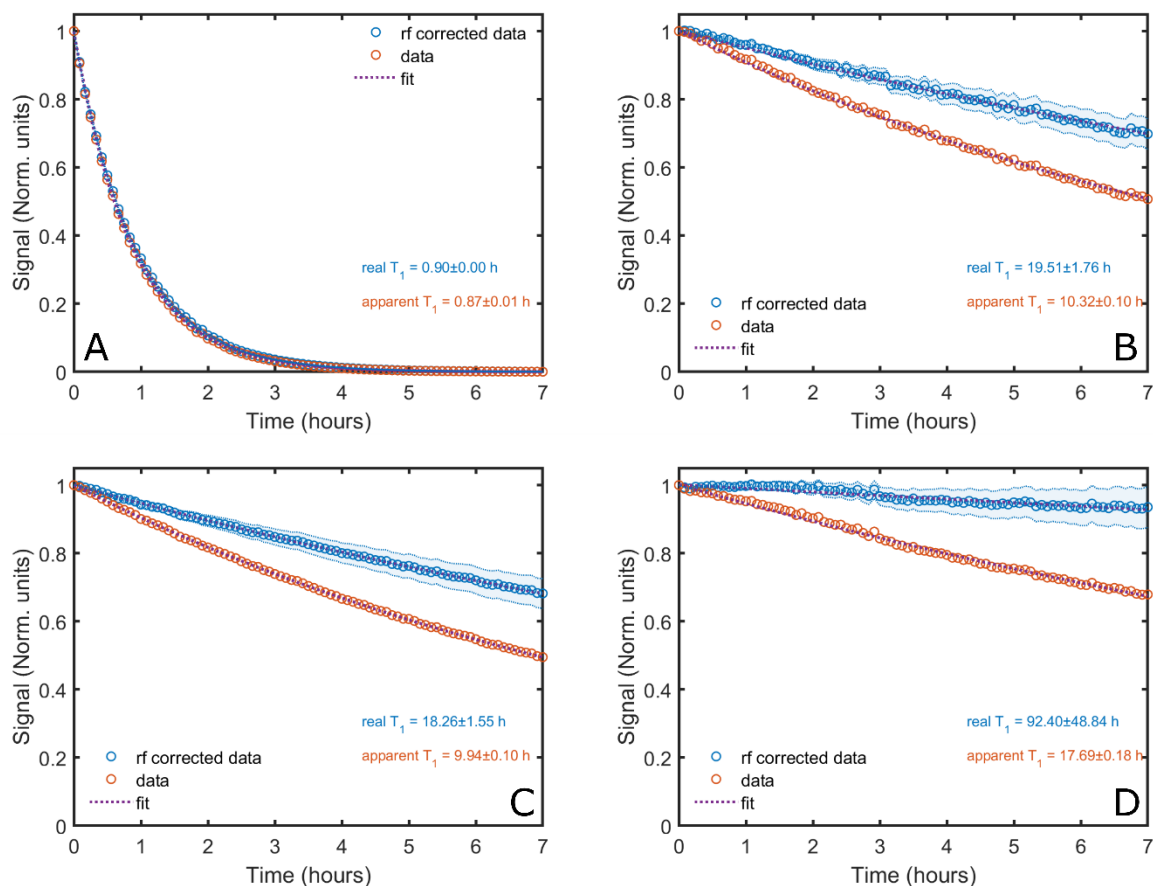 1
0.8
0.6
0.4
0.2
0
Signal (Norm. units)
rf corrected data
data
fit
real T1 = 0.90±0.00 h
apparent T1 = 0.87±0.01 h
A
0 1 2 3 4 5 6 7
Time (hours)
1
0.8
0.6
0.4
0.2
0
Signal (Norm. units)
real T1 = 19.51±1.76 h
apparent T1 = 10.32±0.10 h
rf corrected data
data
fit
B
0 1 2 3 4 5 6 7
Time (hours)
1
0.8
0.6
0.4
0.2
0
Signal (Norm. units)
real T1 = 18.26±1.55 h
apparent T1 = 9.94±0.10 h
rf corrected data
data
fit
C
0 1 2 3 4 5 6 7
Time (hours)
1
0.8
0.6
0.4
0.2
0
Signal (Norm. units)
real T1 = 92.40±48.84 h
apparent T1 = 17.69±0.18 h
rf corrected data
data
fit
D
0 1 2 3 4 5 6 7
Time (hours)